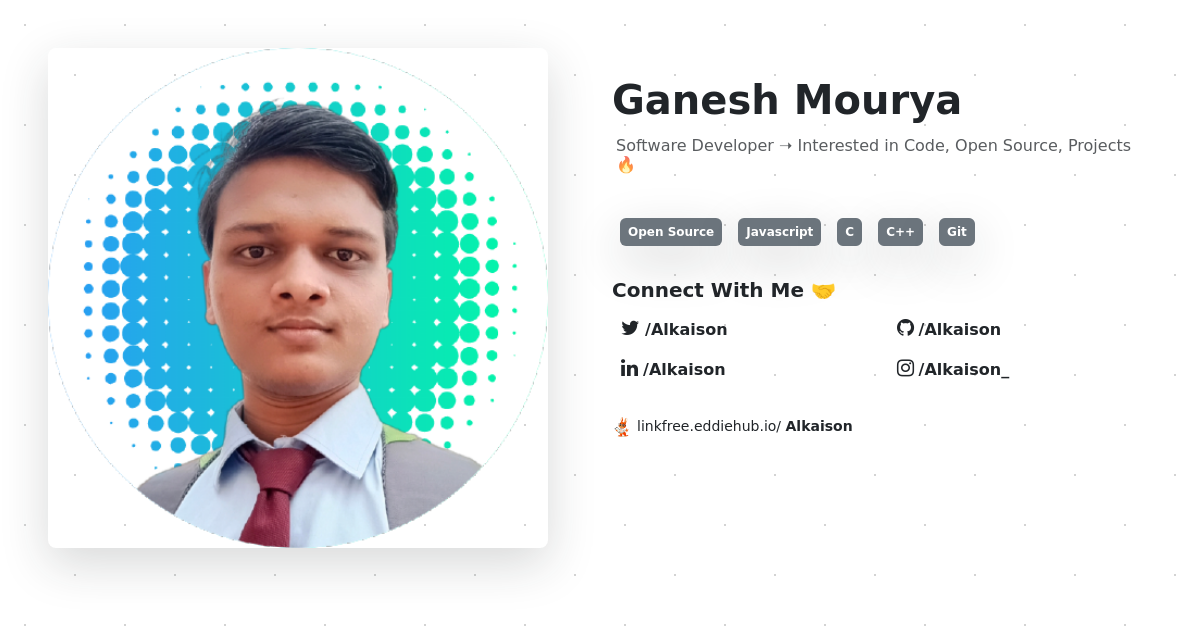 Ganesh Mourya
Software Developer ➝ Interested in Code, Open Source, Projects
🔥
Open Source Javascript C C++ Git
Connect With Me 🤝
/Alkaison /Alkaison
/Alkaison /Alkaison_
linkfree.eddiehub.io/ Alkaison